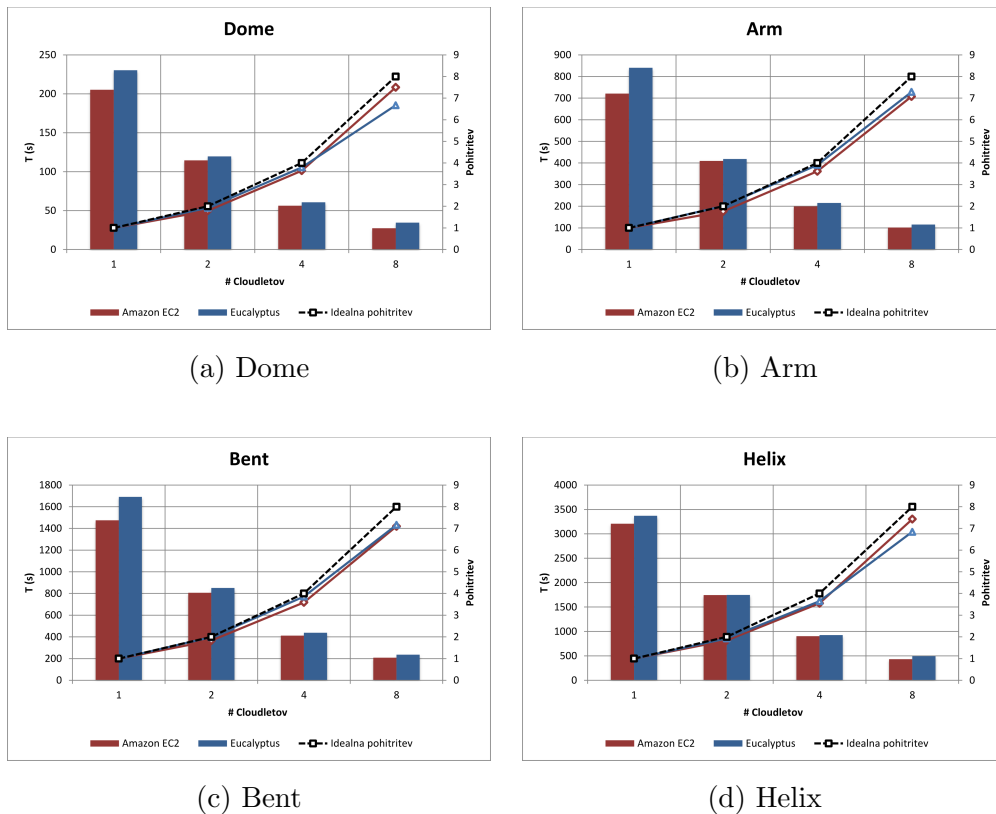 Dome
250
200
150
100
50
0
T (s)
9
8
7
6
5
4
3
2
1
0
Pohitritev
1 2 4 8
# Cloudletov
Amazon EC2 Eucalyptus Idealna pohitritev
(a) Dome
Arm
900
800
700
600
500
400
300
200
100
0
T (s)
9
8
7
6
5
4
3
2
1
0
Pohitritev
1 2 4 8
# Cloudletov
Amazon EC2 Eucalyptus Idealna pohitritev
(b) Arm
Bent
1800
1600
1400
1200
1000
800
600
400
200
0
T (s)
9
8
7
6
5
4
3
2
1
0
Pohitritev
1 2 4 8
# Cloudletov
Amazon EC2 Eucalyptus Idealna pohitritev
(c) Bent
Helix
4000
3500
3000
2500
2000
1500
1000
500
0
T (s)
9
8
7
6
5
4
3
2
1
0
Pohitritev
1 2 4 8
# Cloudletov
Amazon EC2 Eucalyptus Idealna pohitritev
(d) Helix